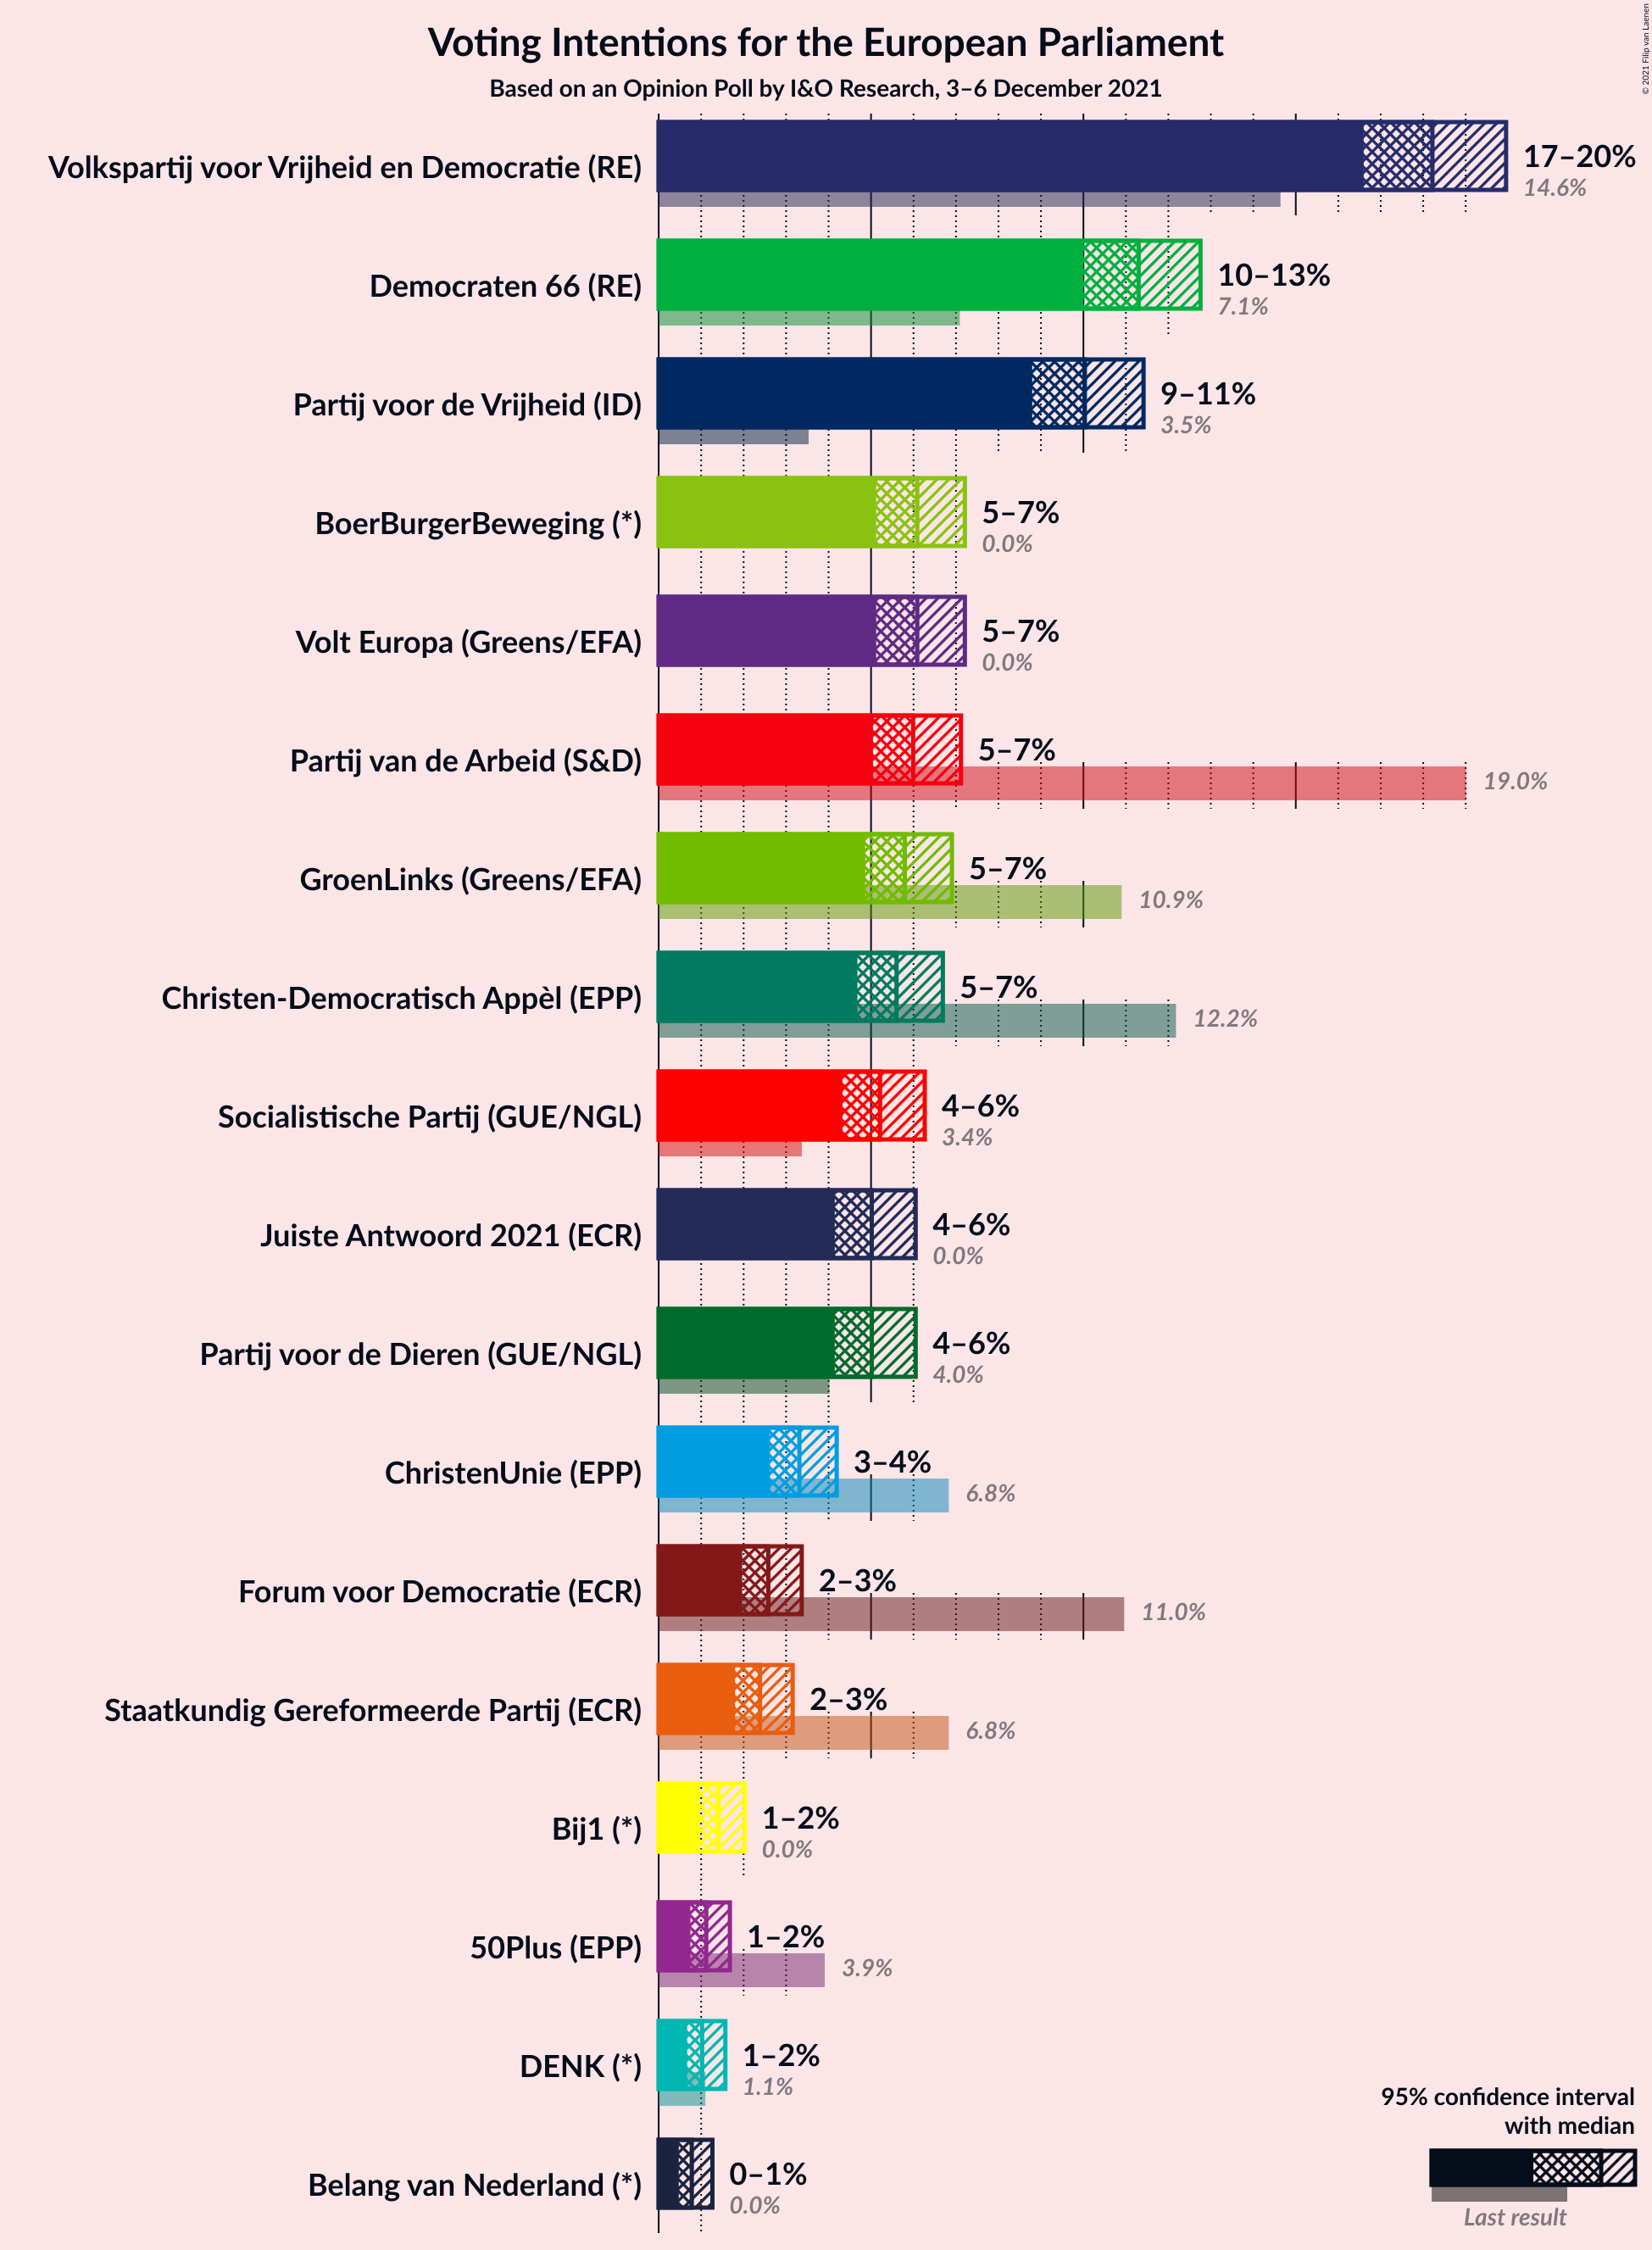 Voting Intentions for the European Parliament
Based on an Opinion Poll by I&O Research, 3–6 December 2021
© 2021 Filip van Laenen
Volkspartij voor Vrijheid en Democratie (RE)
17–20%
14.6%
Democraten 66 (RE)
10–13%
7.1%
Partij voor de Vrijheid (ID)
9–11%
3.5%
BoerBurgerBeweging (*)
5–7%
0.0%
Volt Europa (Greens/EFA)
5–7%
0.0%
Partij van de Arbeid (S&D)
5–7%
19.0%
GroenLinks (Greens/EFA)
5–7%
10.9%
Christen-Democratisch Appèl (EPP)
5–7%
12.2%
Socialistische Partij (GUE/NGL)
4–6%
3.4%
Juiste Antwoord 2021 (ECR)
4–6%
0.0%
Partij voor de Dieren (GUE/NGL)
4–6%
4.0%
ChristenUnie (EPP)
3–4%
6.8%
Forum voor Democratie (ECR)
2–3%
11.0%
Staatkundig Gereformeerde Partij (ECR)
2–3%
6.8%
Bij1 (*)
1–2%
0.0%
50Plus (EPP)
1–2%
3.9%
DENK (*)
1–2%
1.1%
Belang van Nederland (*)
0–1%
0.0%
95% confidence interval
with median
Last result